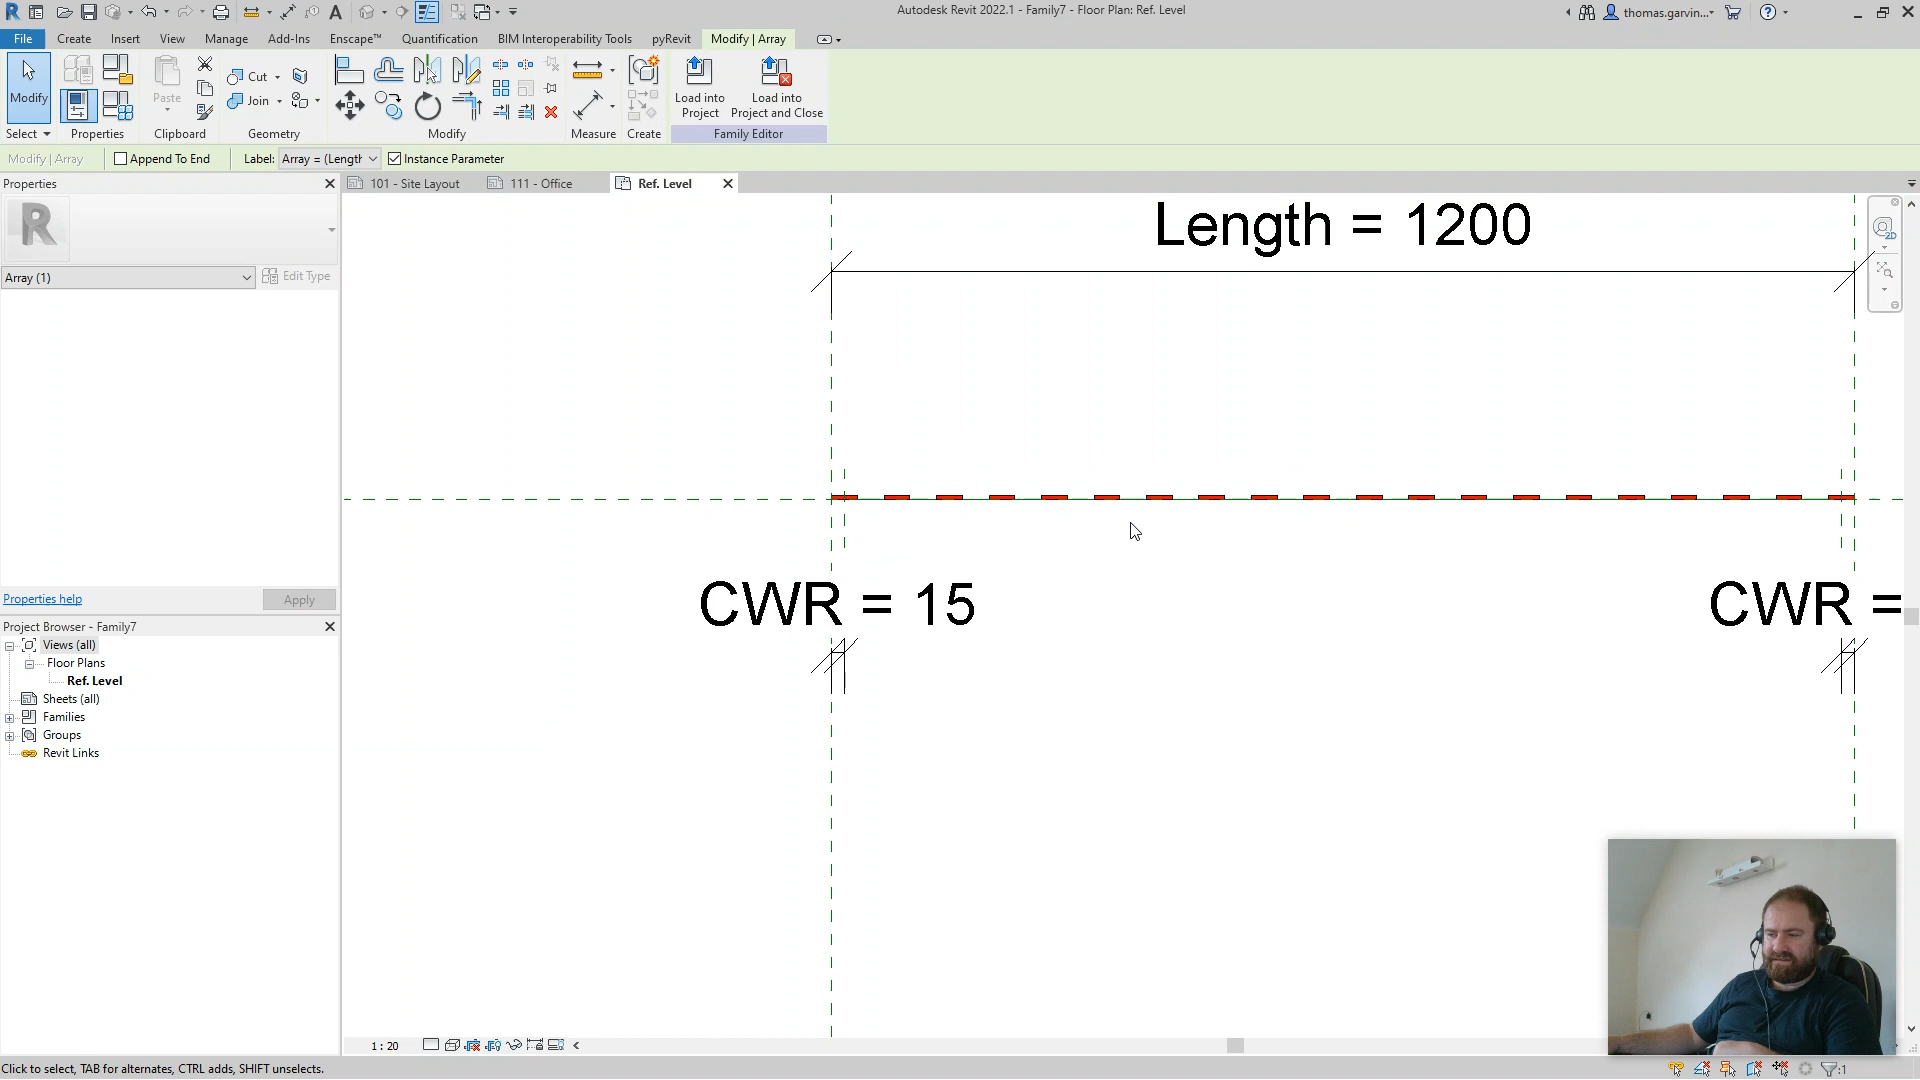 Autodesk Revit 2022.1 - Family7 - Floor Plan: Ref. Level
thomas.garvin...
File
Create
Insert
View
Manage
Add-Ins
Enscape™
Quantification
BIM Interoperability Tools
pyRevit
Modify | Array
Modify
Paste
Cut
Join
Load into
Project
Load into
Project and Close
Select
Properties
Clipboard
Geometry
Modify
Measure
Create
Family Editor
Modify | Array
Append To End
Label:
Array = (Length
Instance Parameter
Properties
101 - Site Layout
111 - Office
Ref. Level
Array (1)
Edit Type
Properties help
Apply
Project Browser - Family7
Views (all)
Floor Plans
Ref. Level
Sheets (all)
Families
Groups
Revit Links
Length = 1200
CWR = 15
CWR =
2D
1 : 20
Click to select, TAB for alternates, CTRL adds, SHIFT unselects.
:1